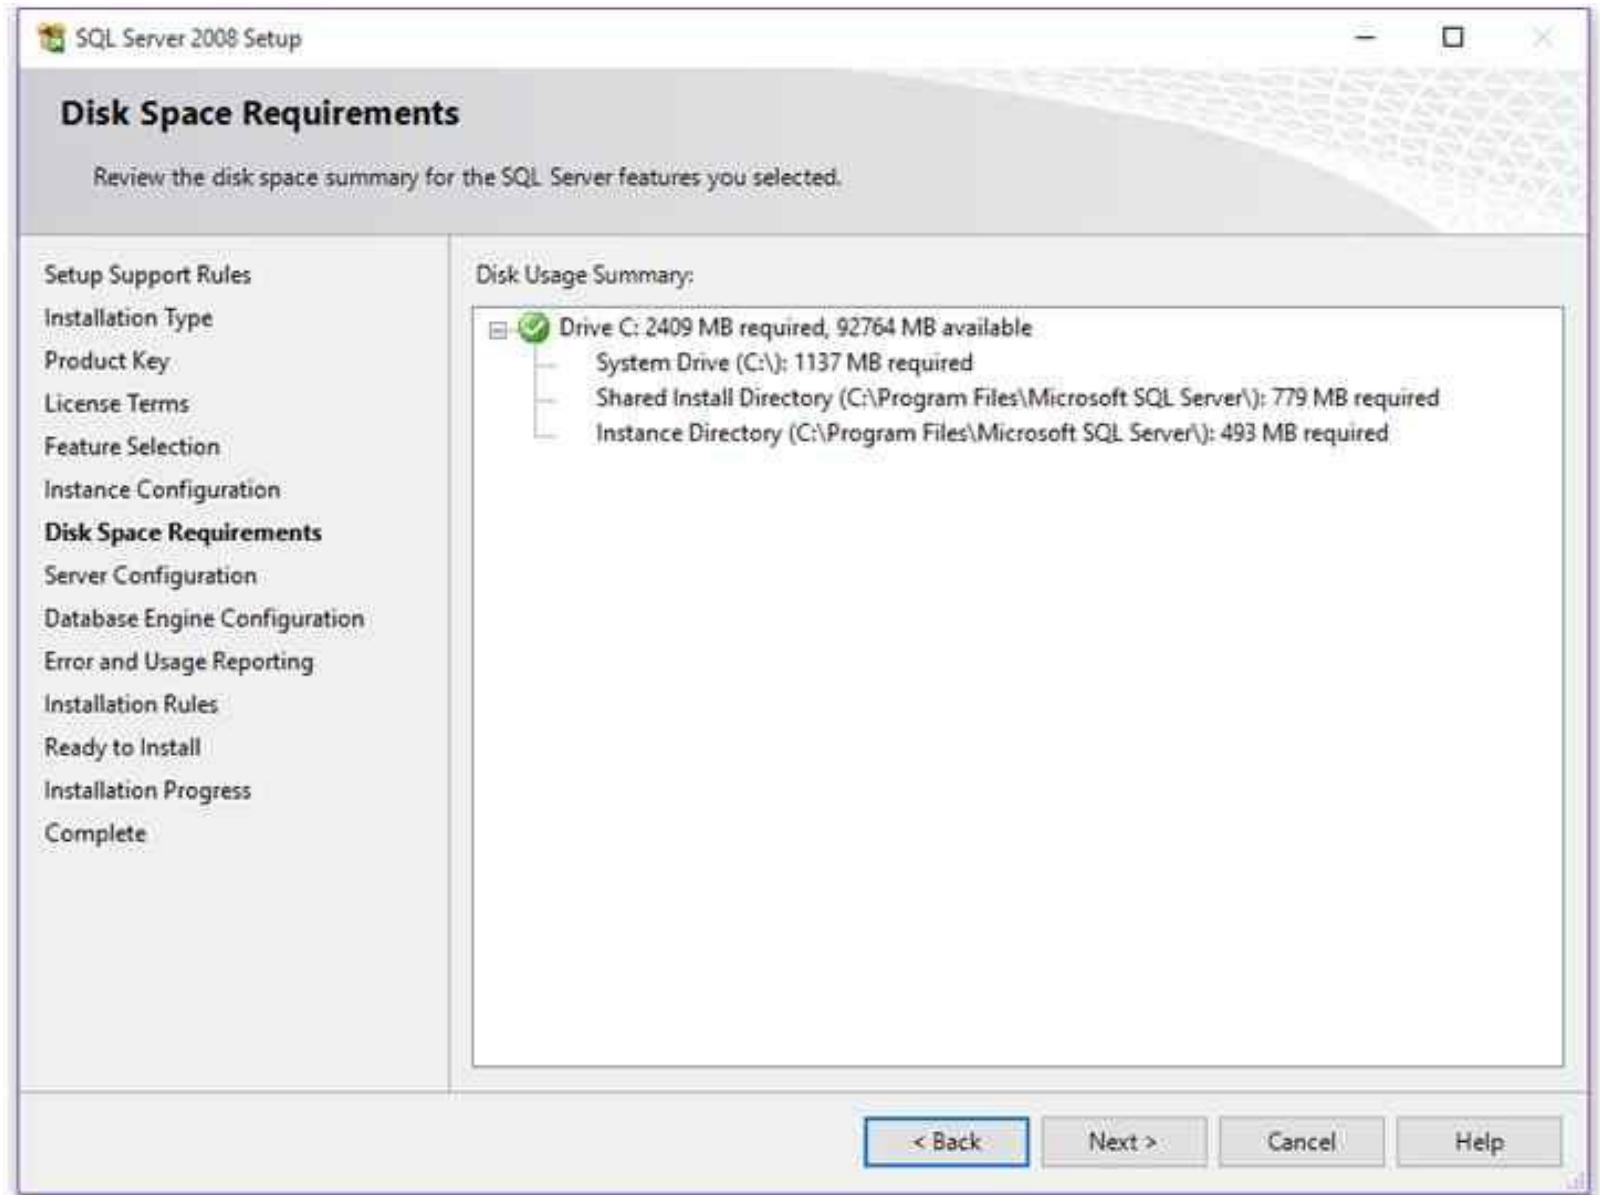 SQL Server 2008 Setup
Disk Space Requirements
Review the disk space summary for the SQL Server features you selected.
Setup Support Rules
Installation Type
Product Key
License Terms
Feature Selection
Instance Configuration
Disk Space Requirements
Server Configuration
Database Engine Configuration
Error and Usage Reporting
Installation Rules
Ready to Install
Installation Progress
Complete
Disk Usage Summary:
Drive C: 2409 MB required, 92764 MB available
System Drive (C:\): 1137 MB required
Shared Install Directory (C:\Program Files\Microsoft SQL Server\): 779 MB required
Instance Directory (C:\Program Files\Microsoft SQL Server\): 493 MB required
< Back
Next >
Cancel
Help